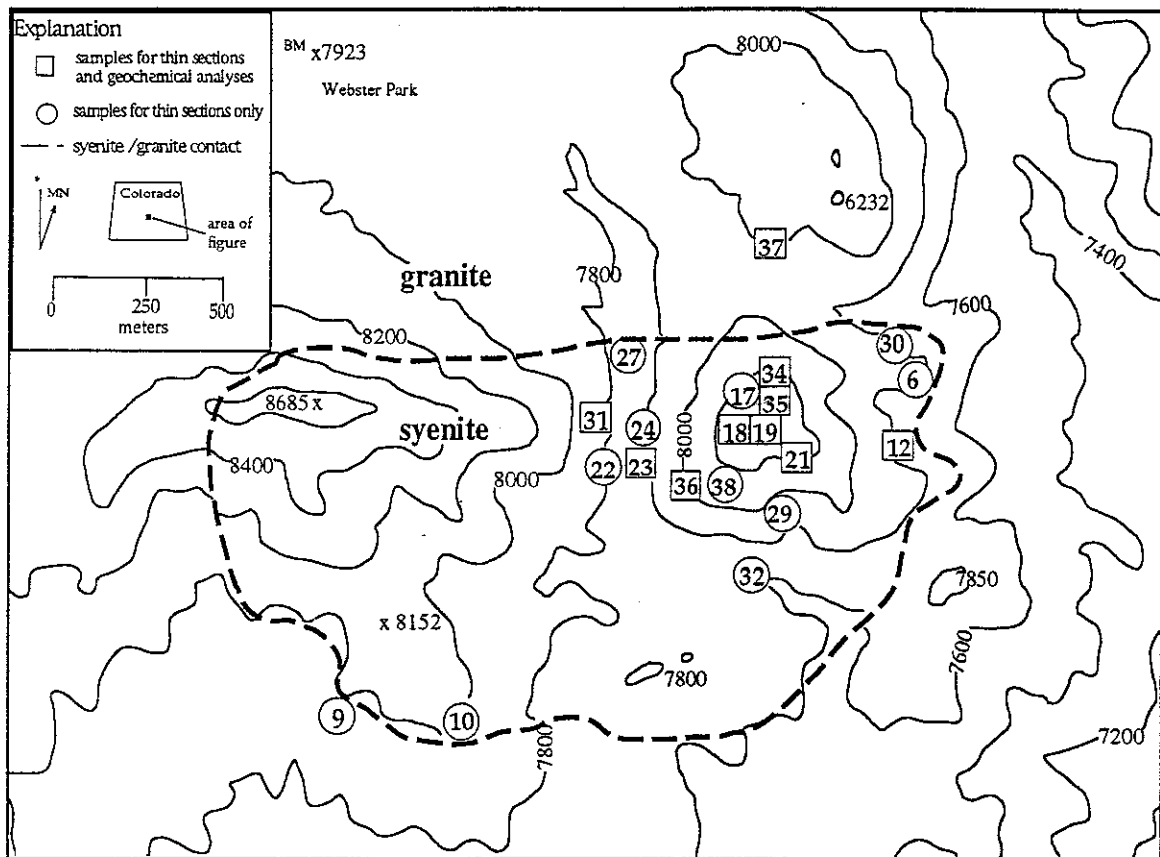 Explanation
samples for thin sections
and geochemical analyses
samples for thin sections only
syenite /granite contact
MN
Colorado
area of
figure
0 250 500
meters
BM x7923
Webster Park
8000
6232
37
7400
granite
7800
7600
8200
27
30
6
34
17
35
8685 x
syenite
31
24
8000
18
19
12
21
8400
8000
22
23
36
38
29
32
7850
x 8152
7600
7800
9
10
7800
7200